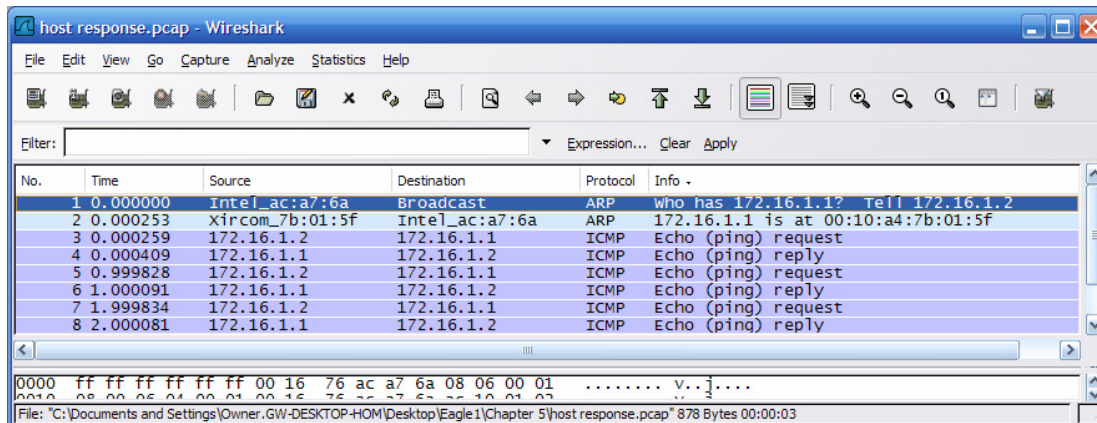 host response.pcap - Wireshark
File Edit View Go Capture Analyze Statistics Help
Filter: Expression... Clear Apply
No. Time Source Destination Protocol Info
1 0.000000 Intel_ac:a7:6a Broadcast ARP Who has 172.16.1.1? Tell 172.16.1.2
2 0.000253 Xircom_7b:01:5f Intel_ac:a7:6a ARP 172.16.1.1 is at 00:10:a4:7b:01:5f
3 0.000259 172.16.1.2 172.16.1.1 ICMP Echo (ping) request
4 0.000409 172.16.1.1 172.16.1.2 ICMP Echo (ping) reply
5 0.999828 172.16.1.2 172.16.1.1 ICMP Echo (ping) request
6 1.000091 172.16.1.1 172.16.1.2 ICMP Echo (ping) reply
7 1.999834 172.16.1.2 172.16.1.1 ICMP Echo (ping) request
8 2.000081 172.16.1.1 172.16.1.2 ICMP Echo (ping) reply
0000 ff ff ff ff ff ff 00 16 76 ac a7 6a 08 06 00 01 ........ v..j....
File: "C:\Documents and Settings\Owner.GW-DESKTOP-HOM\Desktop\Eagle1\Chapter 5\host response.pcap" 878 Bytes 00:00:03